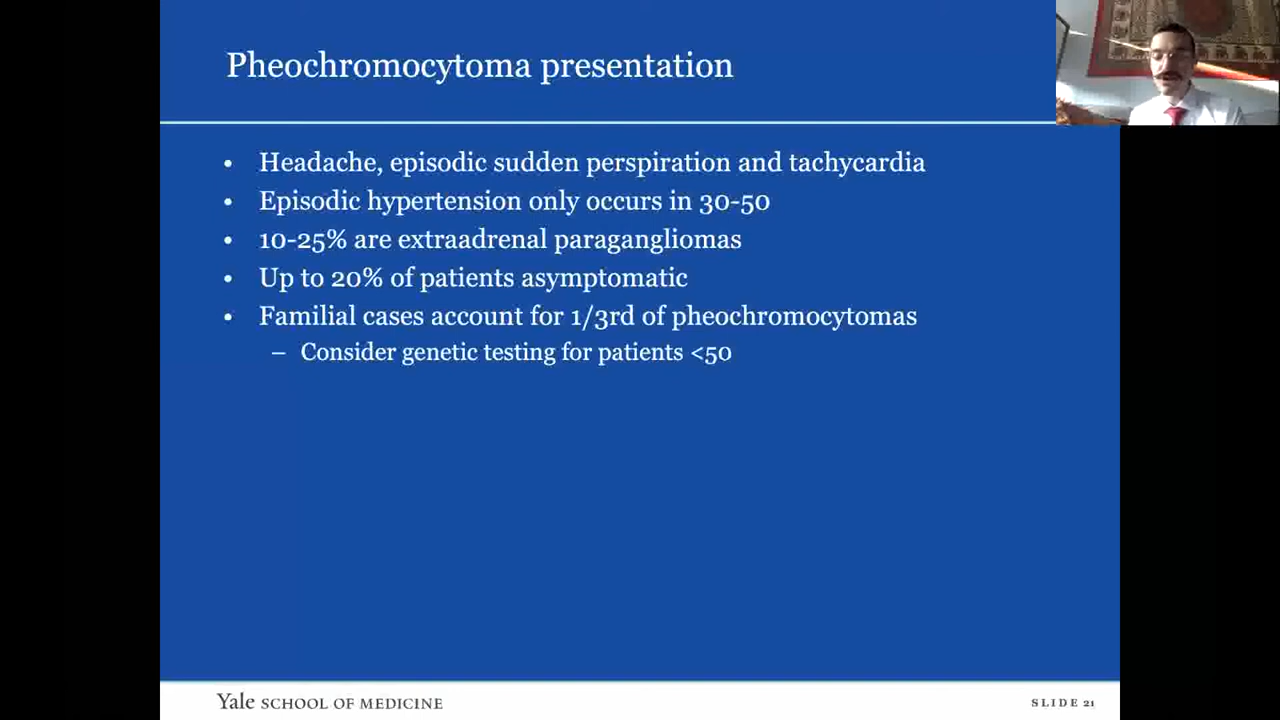 Pheochromocytoma presentation
• Headache, episodic sudden perspiration and tachycardia
• Episodic hypertension only occurs in 30-50
• 10-25% are extraadrenal paragangliomas
• Up to 20% of patients asymptomatic
• Familial cases account for 1/3rd of pheochromocytomas
– Consider genetic testing for patients <50
Yale SCHOOL OF MEDICINE
SLIDE 21